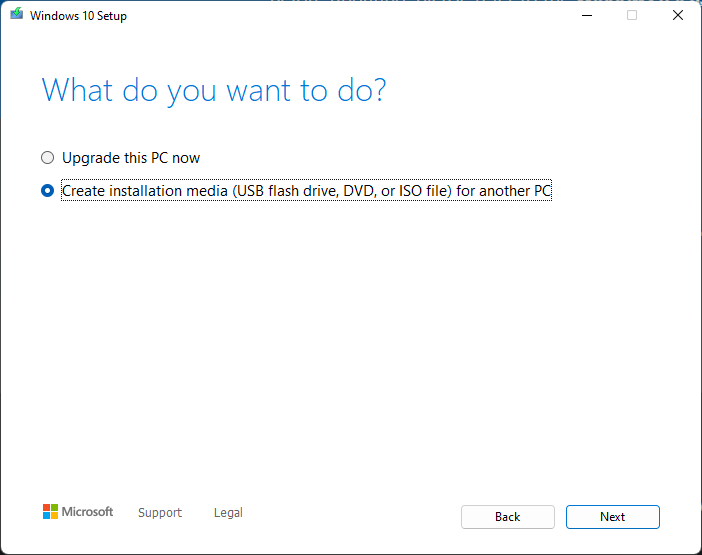 Windows 10 Setup
What do you want to do?
Upgrade this PC now
Create installation media (USB flash drive, DVD, or ISO file) for another PC
Microsoft Support Legal
Back Next